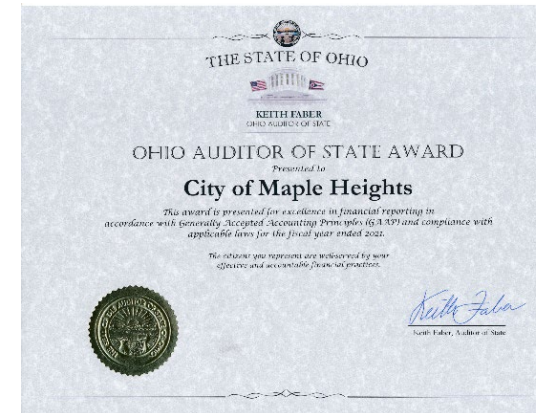 THE STATE OF OHIO
KEITH FABER
OHIO AUDITOR OF STATE
OHIO AUDITOR OF STATE AWARD
Presented to
City of Maple Heights
This award is presented for excellence in financial reporting in
accordance with Generally Accepted Accounting Principles (GAAP) and compliance with
applicable laws for the fiscal year ended 2021.
The citizens you represent are well-served by your
effective and accountable financial practices.
Keith Faber
Keith Faber, Auditor of State